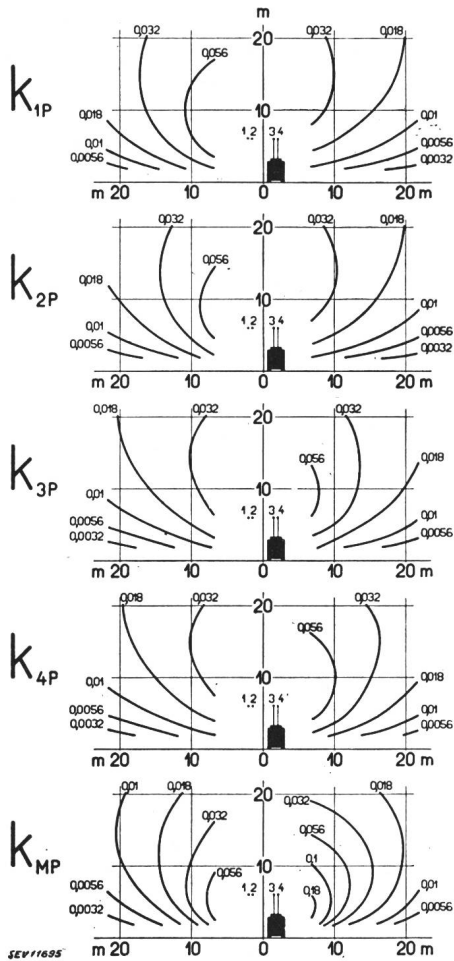 m
0,032 0,056 20 0,032 0,018
k1P
0,018 10 0,01
0,01 1 2 3 4 0,0056
0,0056 0,0032
m 20 10 0 10 20 m
0,032 20 0,032 0,018
k2P
0,018 0,056 10 0,01
0,01 1 2 3 4 0,0056
0,0056 0,0032
m 20 10 0 10 20 m
0,018 0,032 20 0,032
k3P
0,056 0,018
0,01 10
0,0056 1 2 3 4 0,01
0,0032 0,0056
m 20 10 0 10 20 m
0,018 0,032 20 0,032
k4P
0,056
0,01 10 0,018
0,0056 1 2 3 4 0,01
0,0032 0,0056
m 20 10 0 10 20 m
0,01 0,018 20 0,032 0,018
kMP
0,032 0,056
0,0056 0,056 10 0,1 0,01
0,0032 1 2 3 4 0,18 0,0056
m 20 10 0 10 20 m
SEV11695